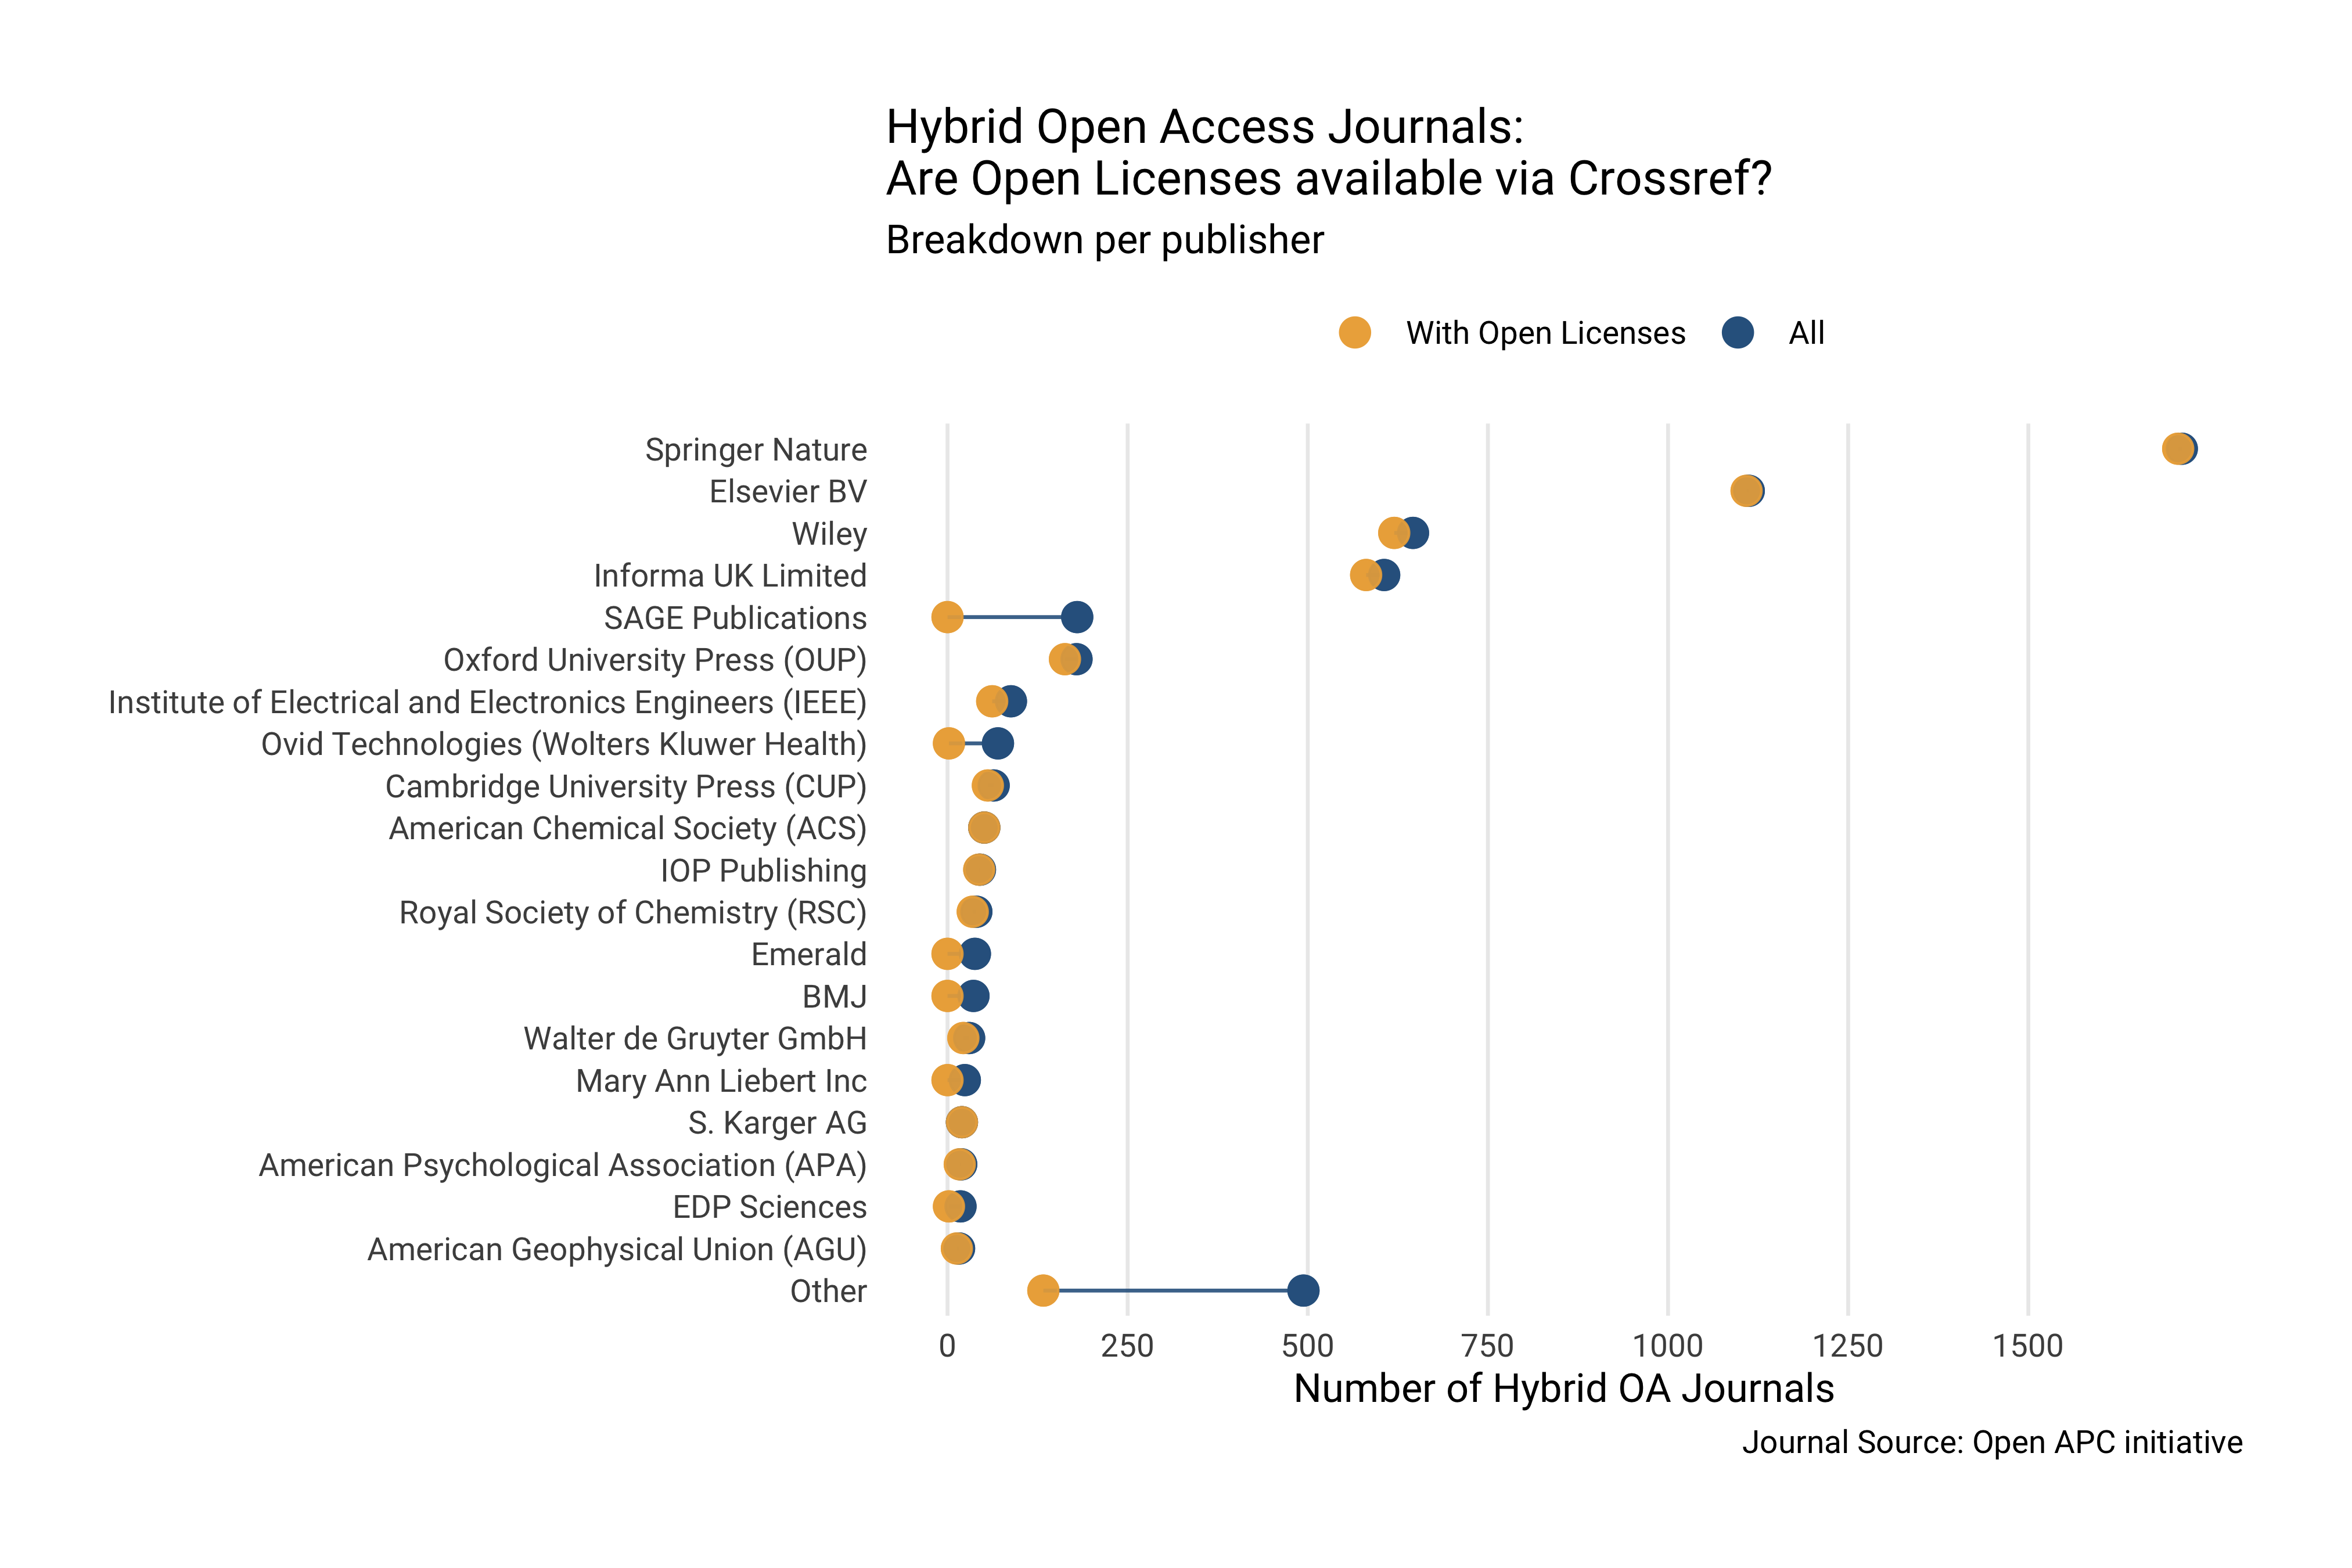 Hybrid Open Access Journals:
Are Open Licenses available via Crossref?
Breakdown per publisher
With Open Licenses All
Springer Nature
Elsevier BV
Wiley
Informa UK Limited
SAGE Publications
Oxford University Press (OUP)
Institute of Electrical and Electronics Engineers (IEEE)
Ovid Technologies (Wolters Kluwer Health)
Cambridge University Press (CUP)
American Chemical Society (ACS)
IOP Publishing
Royal Society of Chemistry (RSC)
Emerald
BMJ
Walter de Gruyter GmbH
Mary Ann Liebert Inc
S. Karger AG
American Psychological Association (APA)
EDP Sciences
American Geophysical Union (AGU)
Other
0 250 500 750 1000 1250 1500
Number of Hybrid OA Journals
Journal Source: Open APC initiative